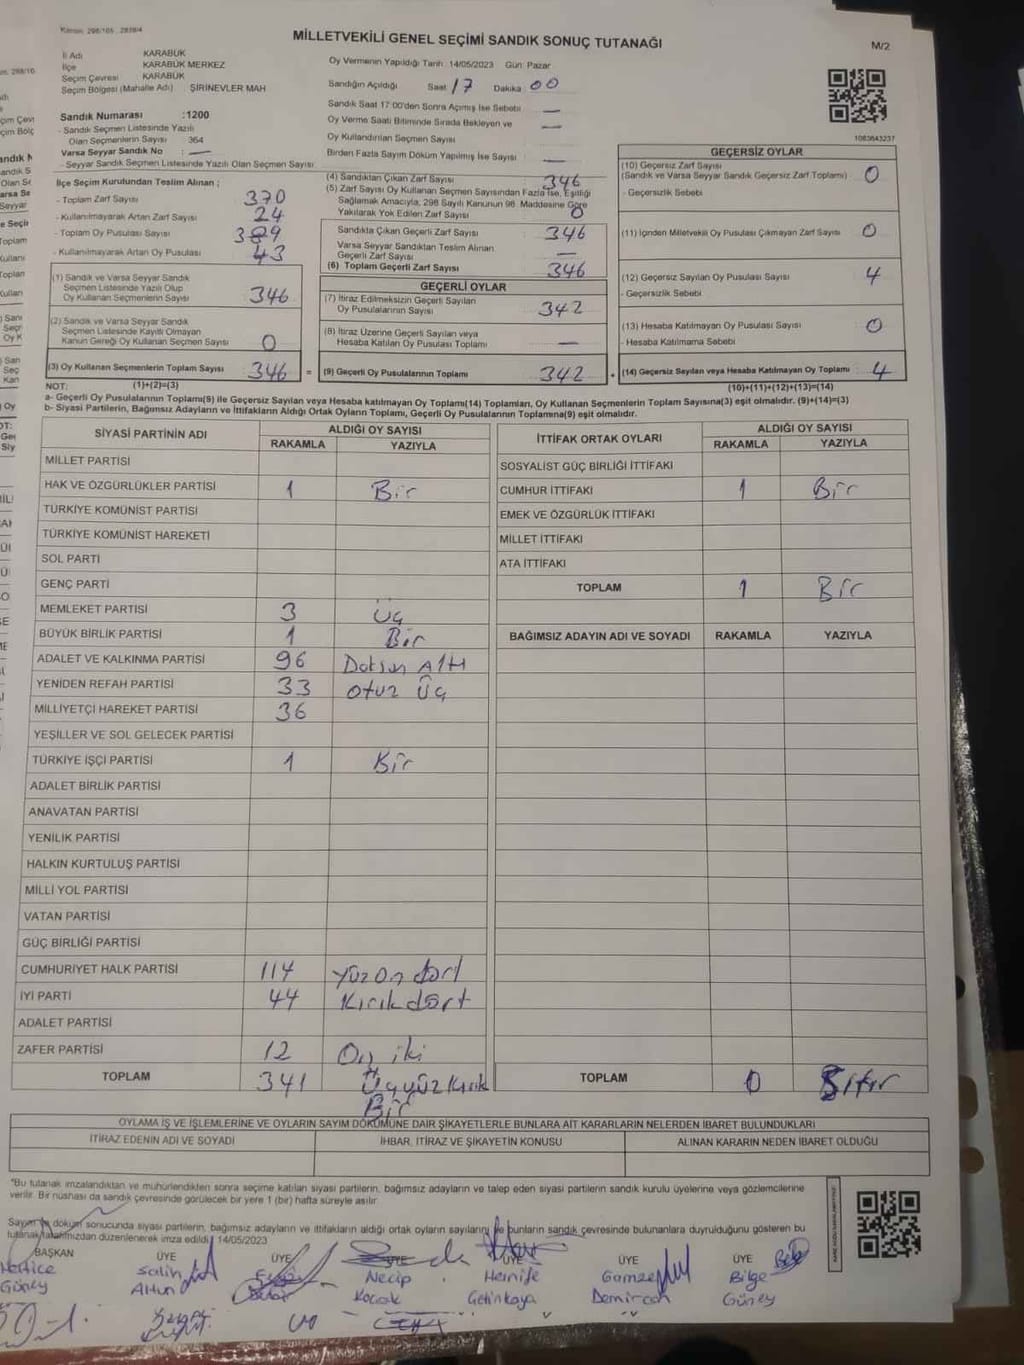 Kanun: 298/105 - 2839/4
MİLLETVEKİLİ GENEL SEÇİMİ SANDIK SONUÇ TUTANAĞI
M/2
İl Adı KARABÜK
İlçe KARABÜK MERKEZ
Seçim Çevresi KARABÜK
Seçim Bölgesi (Mahalle Adı) ŞİRİNEVLER MAH
Oy Vermenin Yapıldığı Tarih: 14/05/2023 Gün: Pazar
Sandığın Açıldığı Saat 17 Dakika 00
Sandık Saat 17:00'den Sonra Açımış İse Sebebi —
Oy Verme Saati Bitiminde Sırada Bekleyen ve —
Oy Kullandırılan Seçmen Sayısı
Birden Fazla Sayım Döküm Yapılmış İse Sayısı —
1083643237
Sandık Numarası :1200
- Sandık Seçmen Listesinde Yazılı
Olan Seçmenlerin Sayısı 364
Varsa Seyyar Sandık No : —
- Seyyar Sandık Seçmen Listesinde Yazılı Olan Seçmen Sayısı:
İlçe Seçim Kurulundan Teslim Alınan ;
- Toplam Zarf Sayısı 370
- Kullanılmayarak Artan Zarf Sayısı 24
- Toplam Oy Pusulası Sayısı 389
- Kullanılmayarak Artan Oy Pusulası 43
(1) Sandık ve Varsa Seyyar Sandık
Seçmen Listesinde Yazılı Olup
Oy Kullanan Seçmenlerin Sayısı 346
(2) Sandık ve Varsa Seyyar Sandık
Seçmen Listesinde Kayıtlı Olmayan
Kanun Gereği Oy Kullanan Seçmen Sayısı 0
(3) Oy Kullanan Seçmenlerin Toplam Sayısı 346 =
(1)+(2)=(3)
(4) Sandıktan Çıkan Zarf Sayısı : 346
(5) Zarf Sayısı Oy Kullanan Seçmen Sayısından Fazla İse, Eşitliği
Sağlamak Amacıyla, 298 Sayılı Kanunun 98. Maddesine Göre
Yakılarak Yok Edilen Zarf Sayısı 0
Sandıkta Çıkan Geçerli Zarf Sayısı 346
Varsa Seyyar Sandıktan Teslim Alınan
Geçerli Zarf Sayısı —
(6) Toplam Geçerli Zarf Sayısı 346
GEÇERLİ OYLAR
(7) İtiraz Edilmeksizin Geçerli Sayılan
Oy Pusulalarının Sayısı 342
(8) İtiraz Üzerine Geçerli Sayılan veya
Hesaba Katılan Oy Pusulası Toplamı —
(9) Geçerli Oy Pusulalarının Toplamı 342 +
GEÇERSİZ OYLAR
(10) Geçersiz Zarf Sayısı
(Sandık ve Varsa Seyyar Sandık Geçersiz Zarf Toplamı) 0
- Geçersizlik Sebebi
(11) İçinden Milletvekili Oy Pusulası Çıkmayan Zarf Sayısı 0
(12) Geçersiz Sayılan Oy Pusulası Sayısı 4
- Geçersizlik Sebebi
(13) Hesaba Katılmayan Oy Pusulası Sayısı 0
- Hesaba Katılmama Sebebi
(14) Geçersiz Sayılan veya Hesaba Katılmayan Oy Toplamı 4
(10)+(11)+(12)+(13)=(14)
NOT:
a- Geçerli Oy Pusulalarının Toplamı(9) ile Geçersiz Sayılan veya Hesaba katılmayan Oy Toplamı(14) Toplamları, Oy Kullanan Seçmenlerin Toplam Sayısına(3) eşit olmalıdır. (9)+(14)=(3)
b- Siyasi Partilerin, Bağımsız Adayların ve İttifakların Aldığı Ortak Oyların Toplamı, Geçerli Oy Pusulalarının Toplamına(9) eşit olmalıdır.
SİYASİ PARTİNİN ADI ALDIĞI OY SAYISI
RAKAMLA YAZIYLA
MİLLET PARTİSİ
HAK VE ÖZGÜRLÜKLER PARTİSİ 1 Bir
TÜRKİYE KOMÜNİST PARTİSİ
TÜRKİYE KOMÜNİST HAREKETİ
SOL PARTİ
GENÇ PARTİ
MEMLEKET PARTİSİ 3 üç
BÜYÜK BİRLİK PARTİSİ 1 Bir
ADALET VE KALKINMA PARTİSİ 96 Doksan Altı
YENİDEN REFAH PARTİSİ 33 otuz üç
MİLLİYETÇİ HAREKET PARTİSİ 36
YEŞİLLER VE SOL GELECEK PARTİSİ
TÜRKİYE İŞÇİ PARTİSİ 1 Bir
ADALET BİRLİK PARTİSİ
ANAVATAN PARTİSİ
YENİLİK PARTİSİ
HALKIN KURTULUŞ PARTİSİ
MİLLİ YOL PARTİSİ
VATAN PARTİSİ
GÜÇ BİRLİĞİ PARTİSİ
CUMHURİYET HALK PARTİSİ 114 Yüz On dört
İYİ PARTİ 44 Kırık dört
ADALET PARTİSİ
ZAFER PARTİSİ 12 On iki
TOPLAM 341 Üçyüz Kırık
Bir
İTTİFAK ORTAK OYLARI ALDIĞI OY SAYISI
RAKAMLA YAZIYLA
SOSYALİST GÜÇ BİRLİĞİ İTTİFAKI
CUMHUR İTTİFAKI 1 Bir
EMEK VE ÖZGÜRLÜK İTTİFAKI
MİLLET İTTİFAKI
ATA İTTİFAKI
TOPLAM 1 Bir
BAĞIMSIZ ADAYIN ADI VE SOYADI RAKAMLA YAZIYLA
TOPLAM 0 Sıfır
OYLAMA İŞ VE İŞLEMLERİNE VE OYLARIN SAYIM DÖKÜMÜNE DAİR ŞİKAYETLERLE BUNLARA AİT KARARLARIN NELERDEN İBARET BULUNDUKLARI
İTİRAZ EDENİN ADI VE SOYADI İHBAR, İTİRAZ VE ŞİKAYETİN KONUSU ALINAN KARARIN NEDEN İBARET OLDUĞU
"Bu tutanak imzalandıktan ve mühürlendikten sonra seçime katılan siyasi partilerin, bağımsız adayların ve talep eden siyasi partilerin sandık kurulu üyelerine veya gözlemcilerine
verilir. Bir nüshası da sandık çevresinde görülecek bir yere 1 (bir) hafta süreyle asılır.
Sayım ve döküm sonucunda siyasi partilerin, bağımsız adayların ve ittifakların aldığı ortak oyların sayılarını ve bunların sandık çevresinde bulunanlara duyrulduğunu gösteren bu
tutanak tarafımızdan düzenlenerek imza edildi. 14/05/2023
BAŞKAN ÜYE ÜYE ÜYE ÜYE ÜYE ÜYE
Hatice Salih Necip Hanife Gamze Bilge
Güney Altun Koçak Çetinkaya Demircan Güney